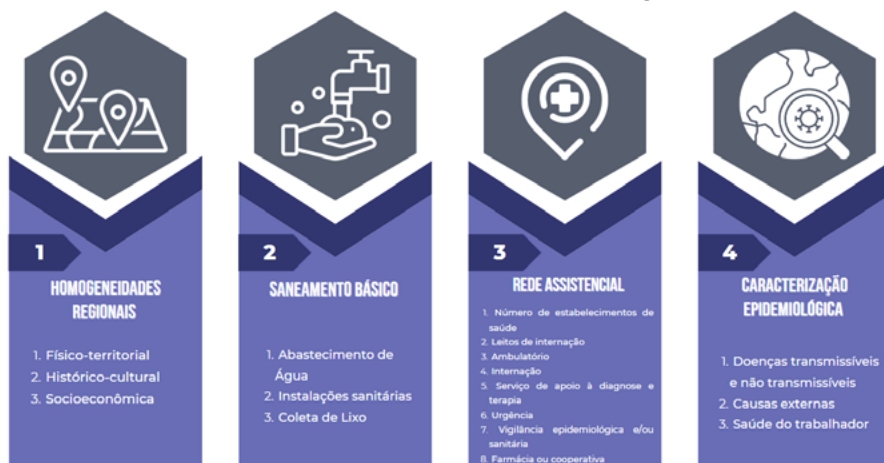 1
HOMOGENEIDADES
REGIONAIS
1. Físico-territorial
2. Histórico-cultural
3. Socioeconômica
2
SANEAMENTO BÁSICO
1. Abastecimento de
Água
2. Instalações sanitárias
3. Coleta de Lixo
3
REDE ASSISTENCIAL
1. Número de estabelecimentos de
saúde
2. Leitos de internação
3. Ambulatório
4. Internação
5. Serviço de apoio à diagnose e
terapia
6. Urgência
7. Vigilância epidemiológica e/ou
sanitária
8. Farmácia ou cooperativa
4
CARACTERIZAÇÃO
EPIDEMIOLÓGICA
1. Doenças transmissíveis
e não transmissíveis
2. Causas externas
3. Saúde do trabalhador